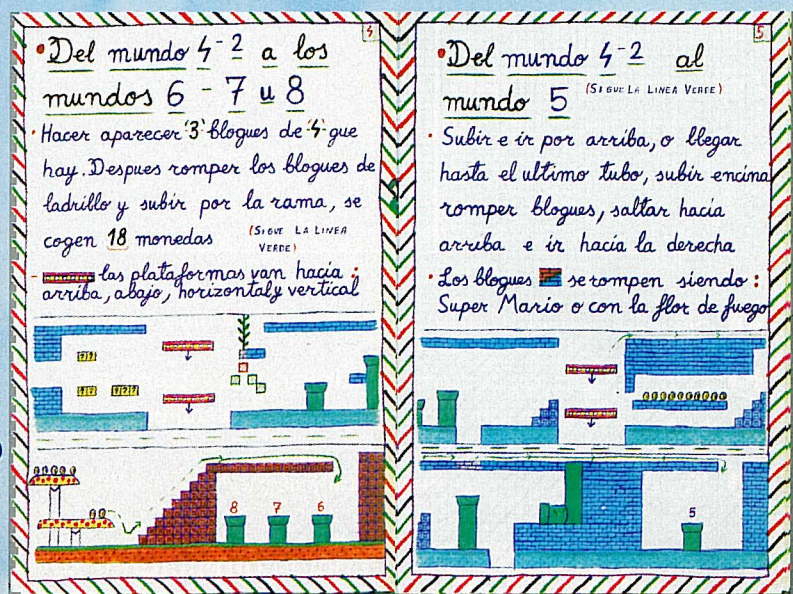 4
•Del mundo 4-2 a los
mundos 6 - 7 u 8
• Hacer aparecer '3' bloques de '4' que
hay. Despues romper los bloques de
ladrillo y subir por la rama, se
cogen 18 monedas (SIGUE LA LINEA
VERDE)
- las plataformas van hacia :
arriba, abajo, horizontal y vertical
??
?? ???
8 7 6
5
•Del mundo 4-2 al
mundo 5 (SIGUE LA LINEA VERDE)
• Subir e ir por arriba, o llegar
hasta el ultimo tubo, subir encima
romper bloques, saltar hacia
arriba e ir hacia la derecha
• Los bloques se rompen siendo :
Super Mario o con la flor de fuego
5